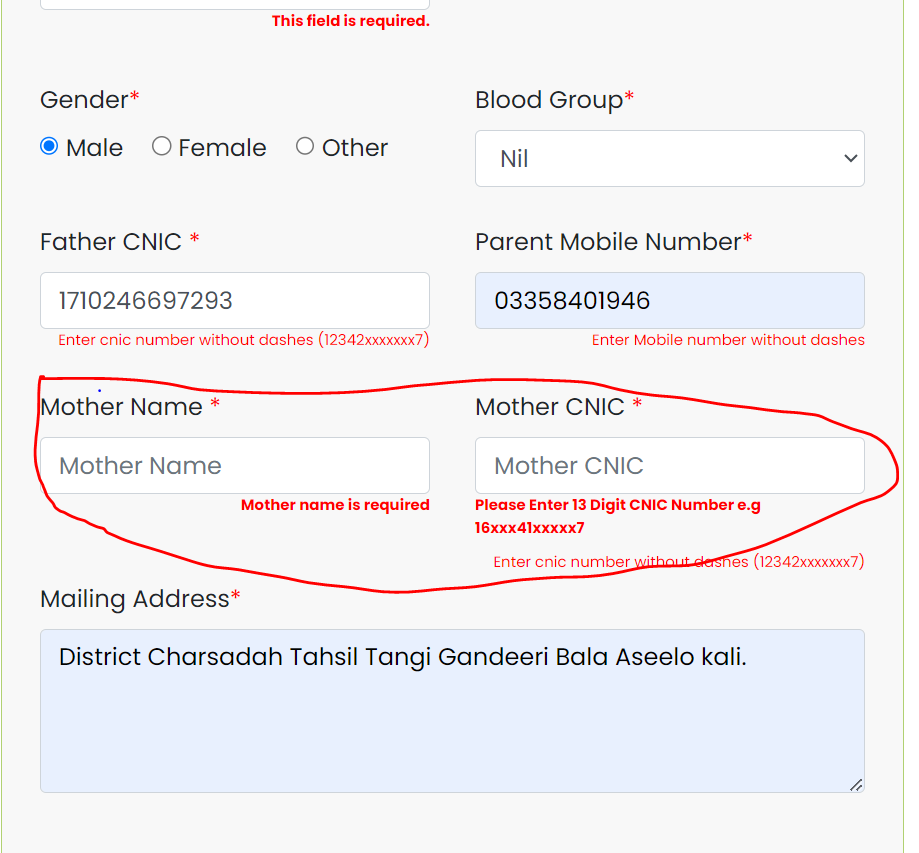 This field is required.
Gender* Blood Group*
Male Female Other Nil
Father CNIC * Parent Mobile Number*
1710246697293 03358401946
Enter cnic number without dashes (12342xxxxxxx7) Enter Mobile number without dashes
Mother Name * Mother CNIC *
Mother Name Mother CNIC
Mother name is required Please Enter 13 Digit CNIC Number e.g
16xxx41xxxxx7
Enter cnic number without dashes (12342xxxxxxx7)
Mailing Address*
District Charsadah Tahsil Tangi Gandeeri Bala Aseelo kali.